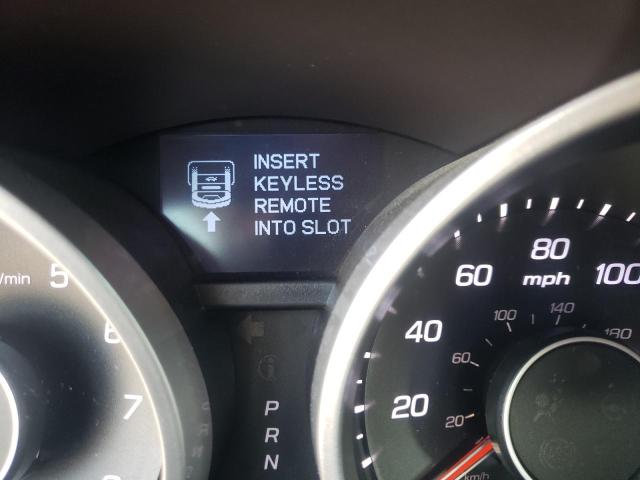 INSERT
KEYLESS
REMOTE
INTO SLOT
/min
5
6
7
8
P
R
N
20
40
60
80
100
mph
20
60
100
140
180
km/h